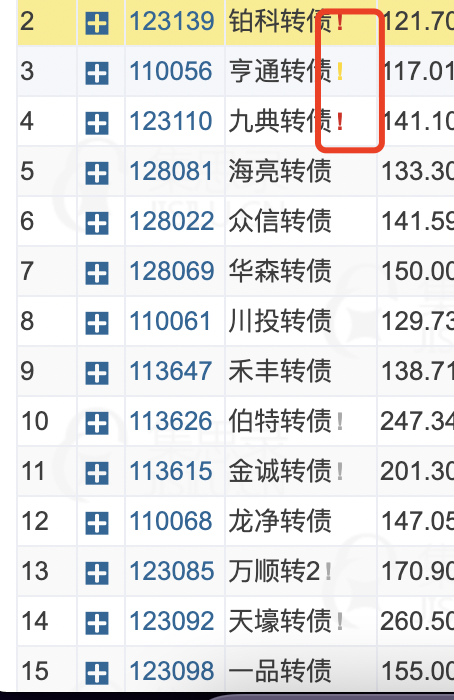 2 123139 铂科转债! 121.70
3 110056 亨通转债! 117.01
4 123110 九典转债! 141.10
5 128081 海亮转债 133.30
6 128022 众信转债 141.59
7 128069 华森转债 150.00
8 110061 川投转债 129.73
9 113647 禾丰转债 138.71
10 113626 伯特转债! 247.34
11 113615 金诚转债! 201.30
12 110068 龙净转债 147.05
13 123085 万顺转2! 170.90
14 123092 天壕转债! 260.50
15 123098 一品转债 155.00